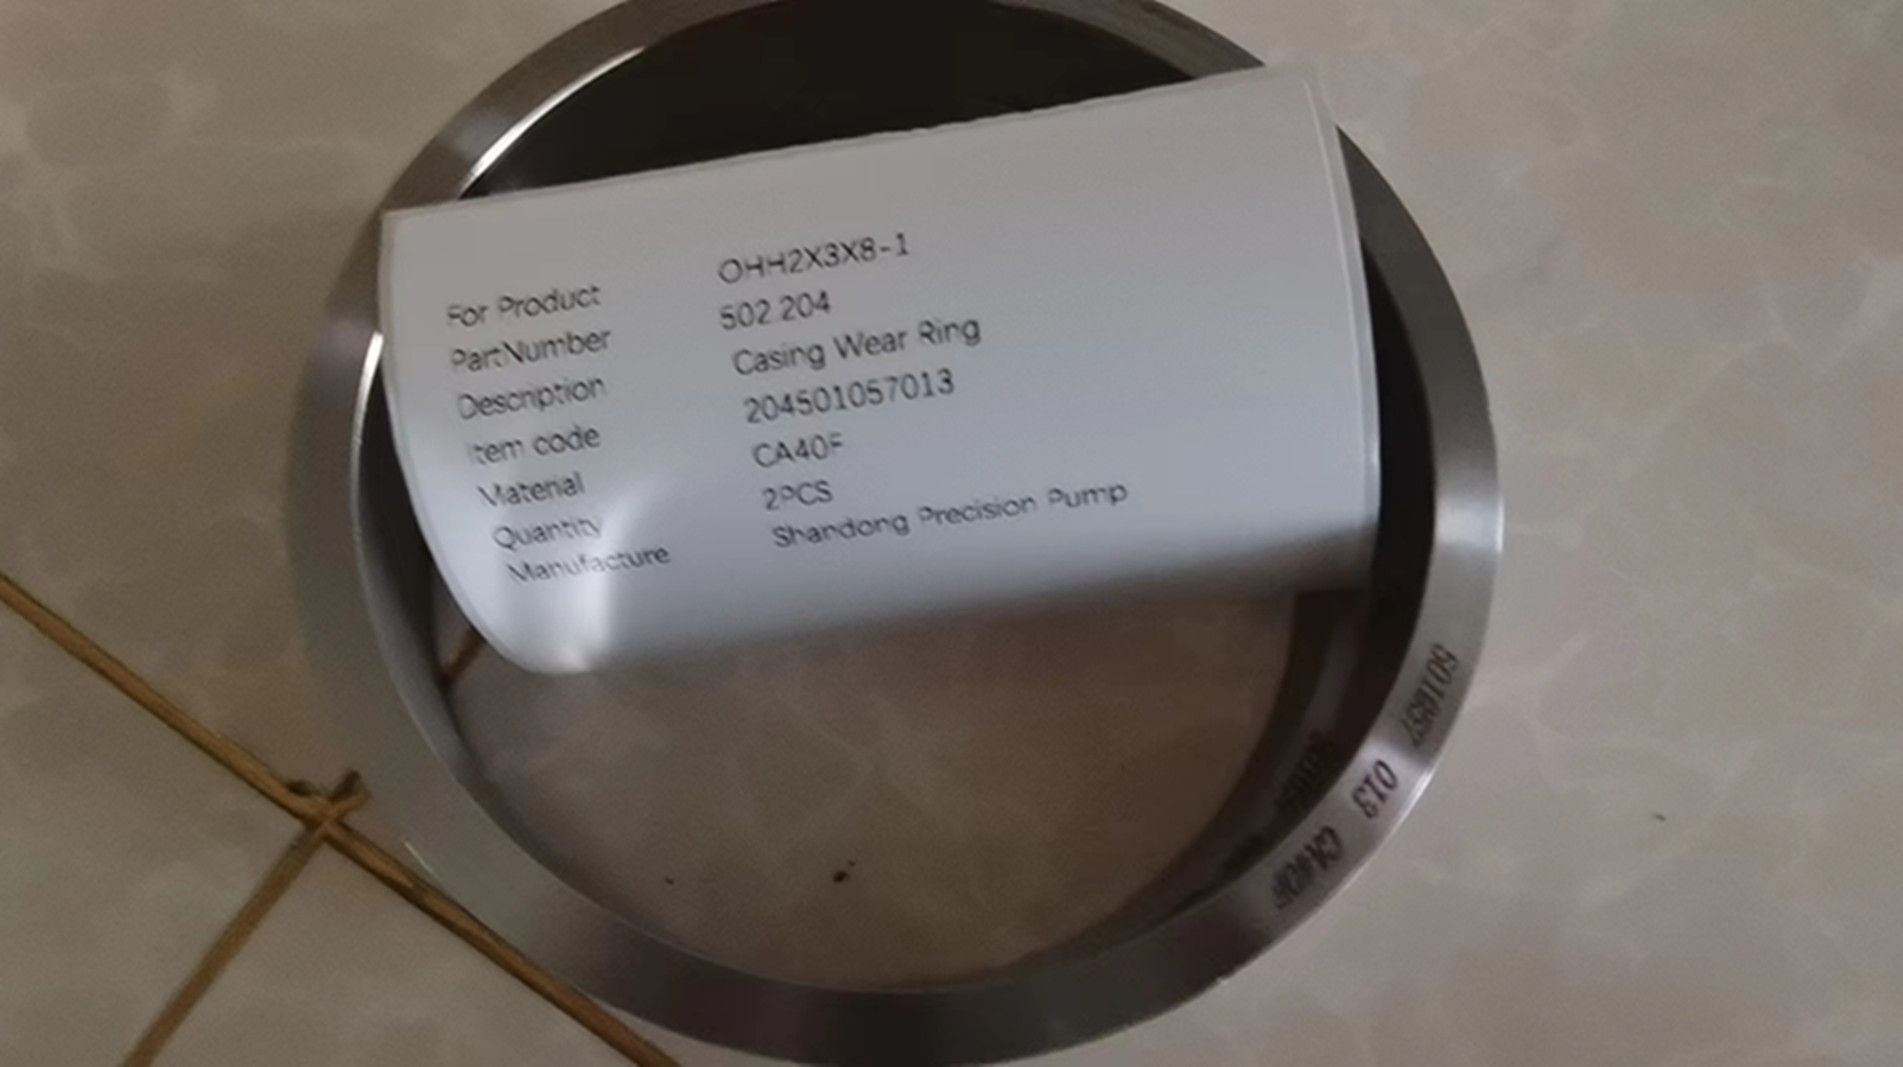 For Product OHH2X3X8-1
PartNumber 502.204
Description Casing Wear Ring
Item code 204501057013
Material CA40F
Quantity 2PCS
Manufacture Shandong Precision Pump
013
CA40F